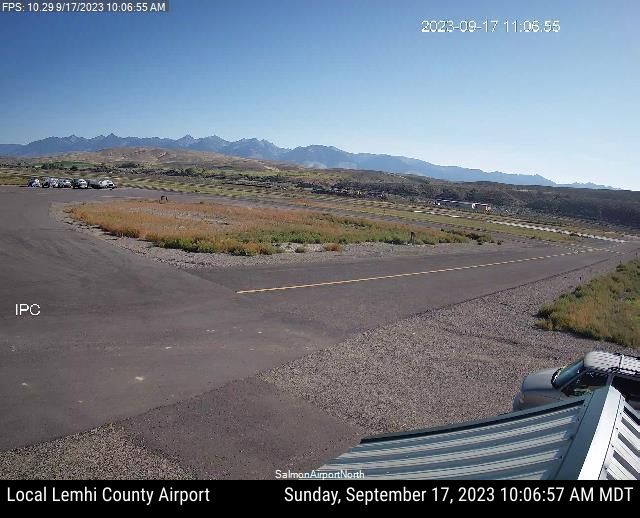 FPS: 10.29 9/17/2023 10:06:55 AM
2023-09-17 11:06:55
IPC
SalmonAirportNorth
Local Lemhi County Airport Sunday, September 17, 2023 10:06:57 AM MDT